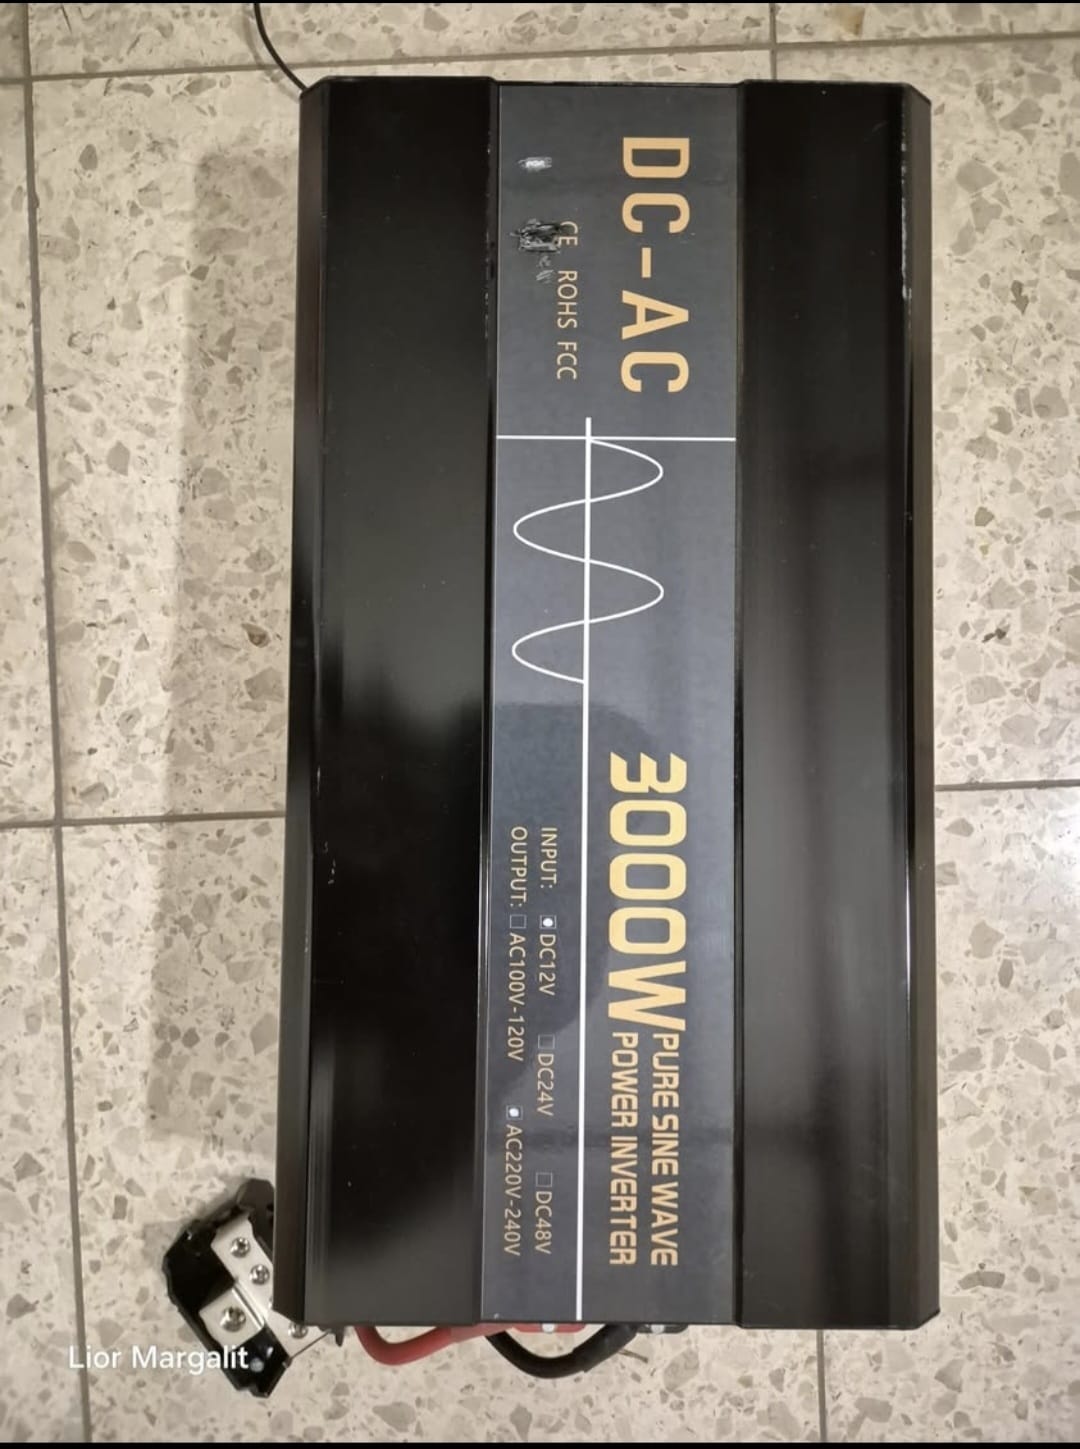 DC-AC
CE ROHS FCC
3000W
PURE SINE WAVE
POWER INVERTER
INPUT: DC12V DC24V DC48V
OUTPUT: AC100V-120V AC220V-240V
Lior Margalit